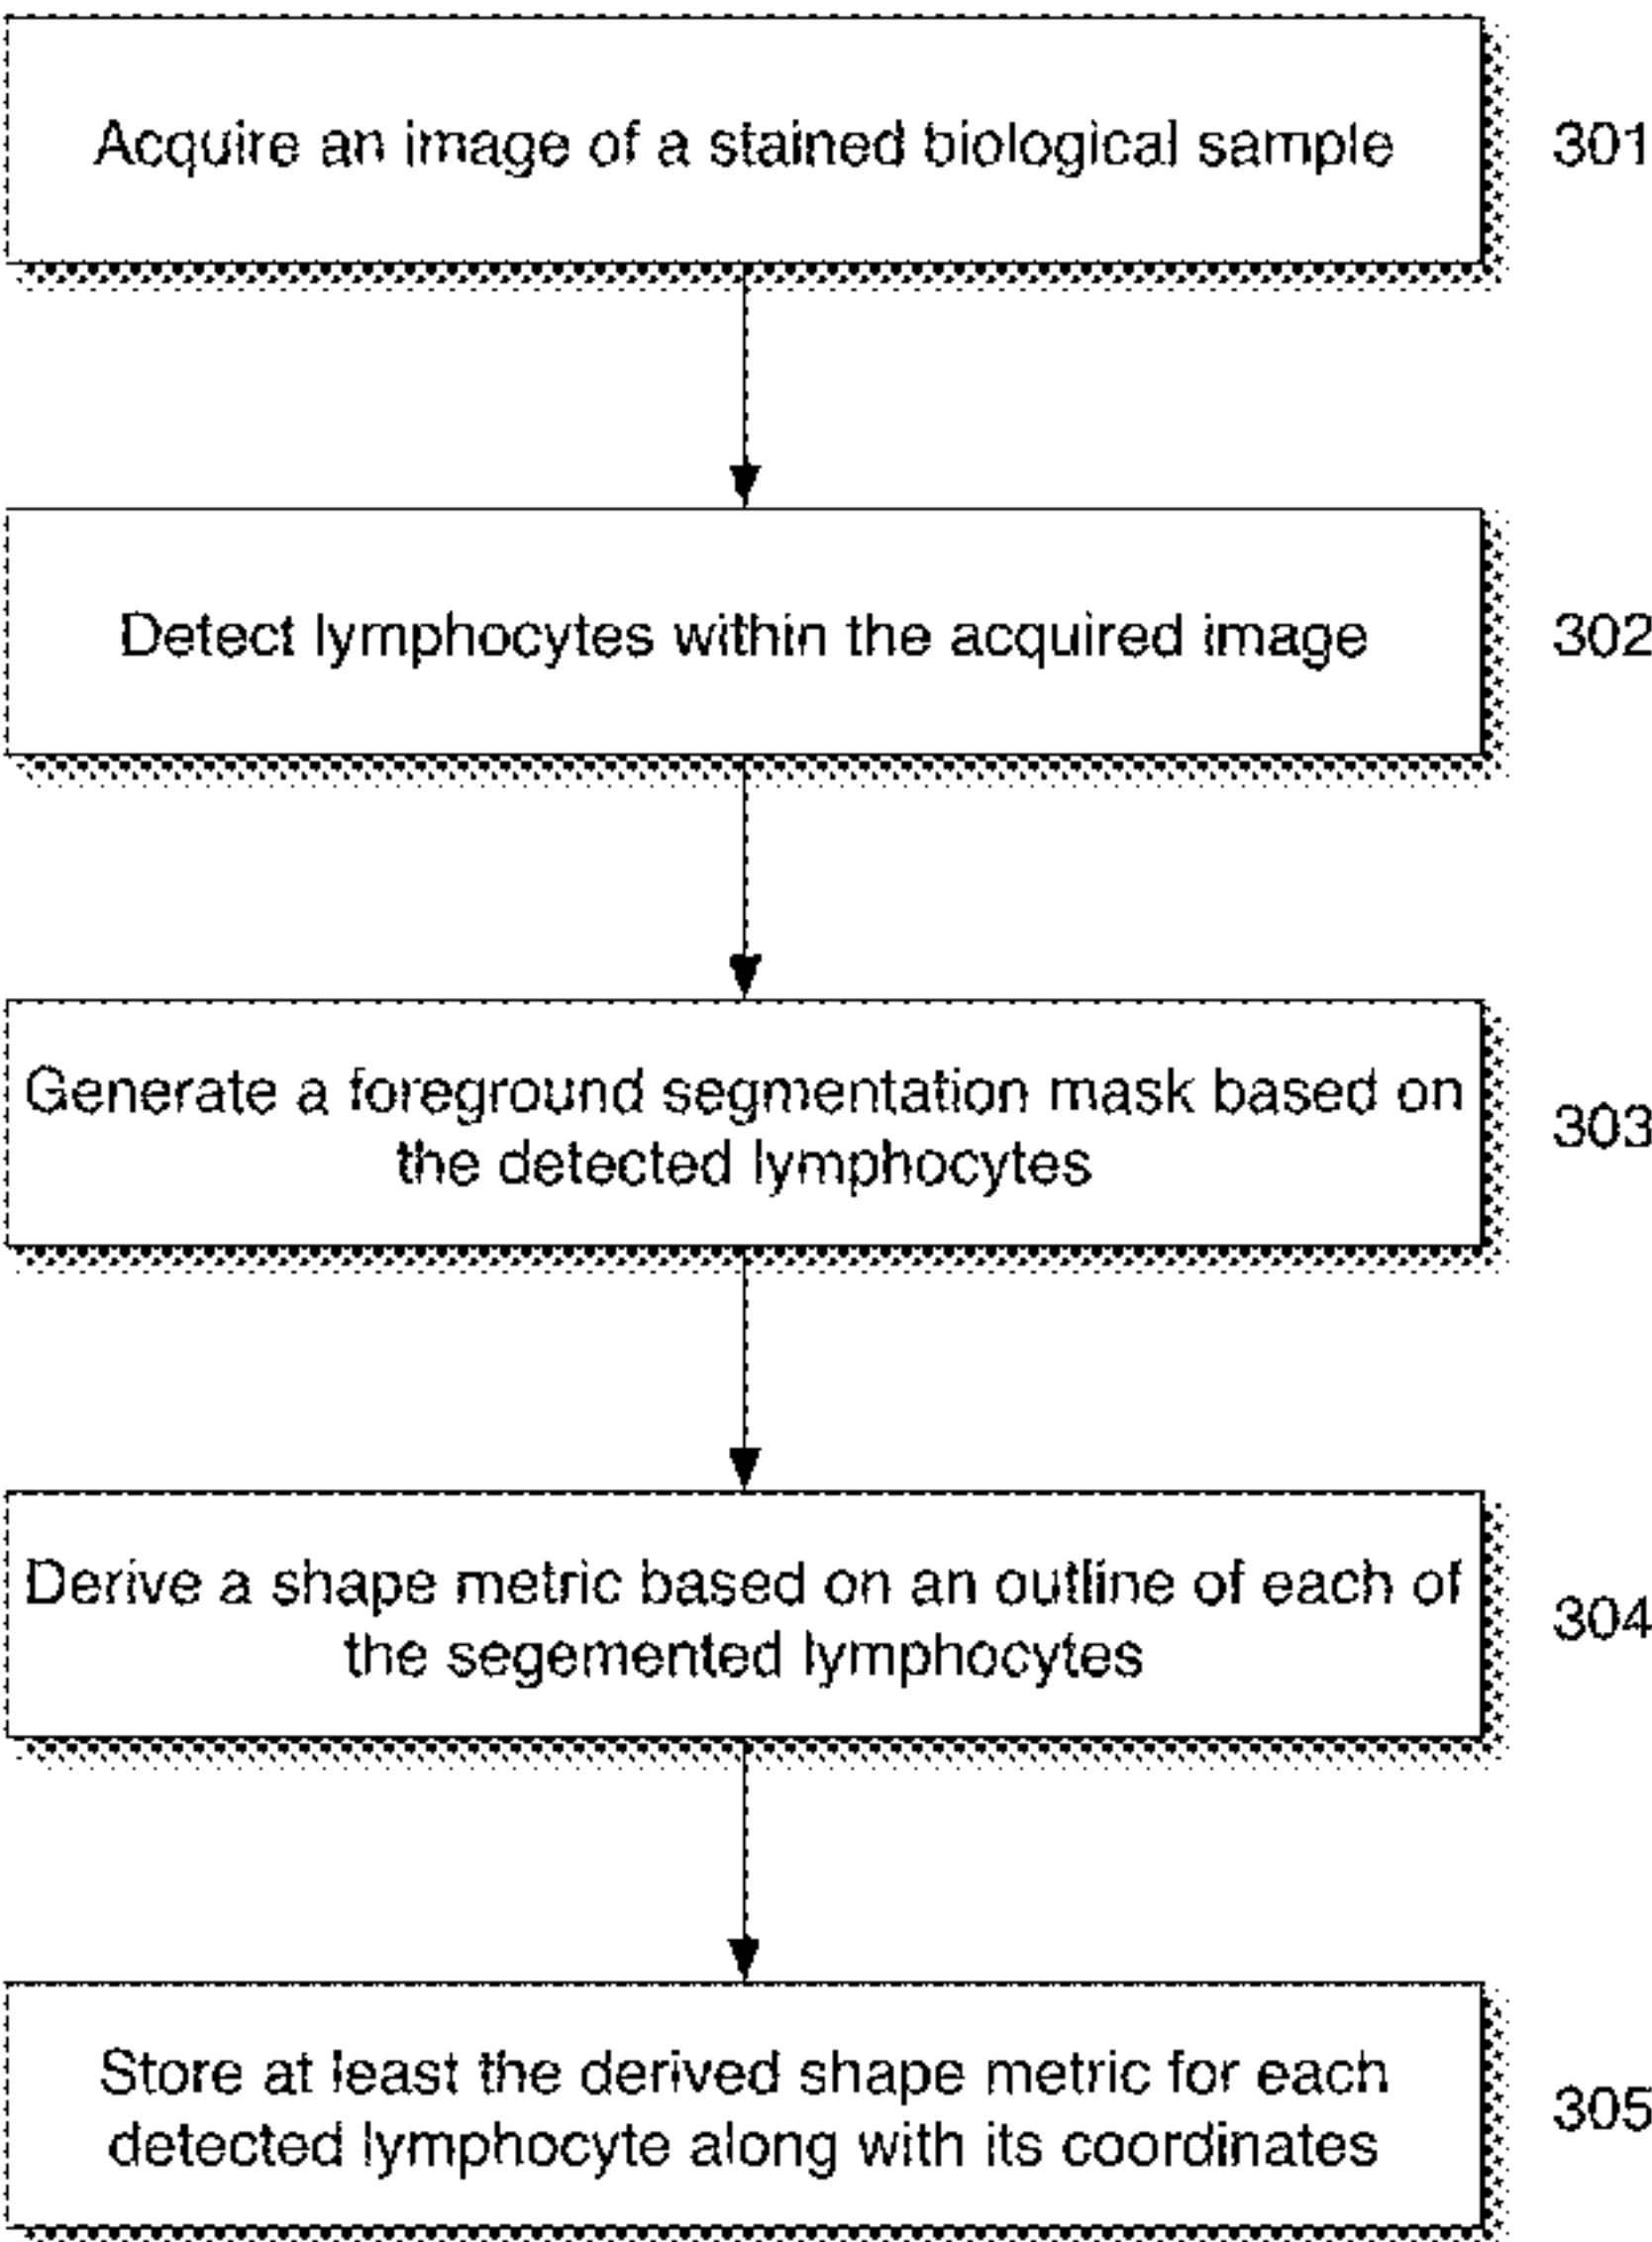 Acquire an image of a stained biological sample
301
Detect lymphocytes within the acquired image
302
Generate a foreground segmentation mask based on
the detected lymphocytes
303
Derive a shape metric based on an outline of each of
the segemented lymphocytes
304
Store at least the derived shape metric for each
detected lymphocyte along with its coordinates
305